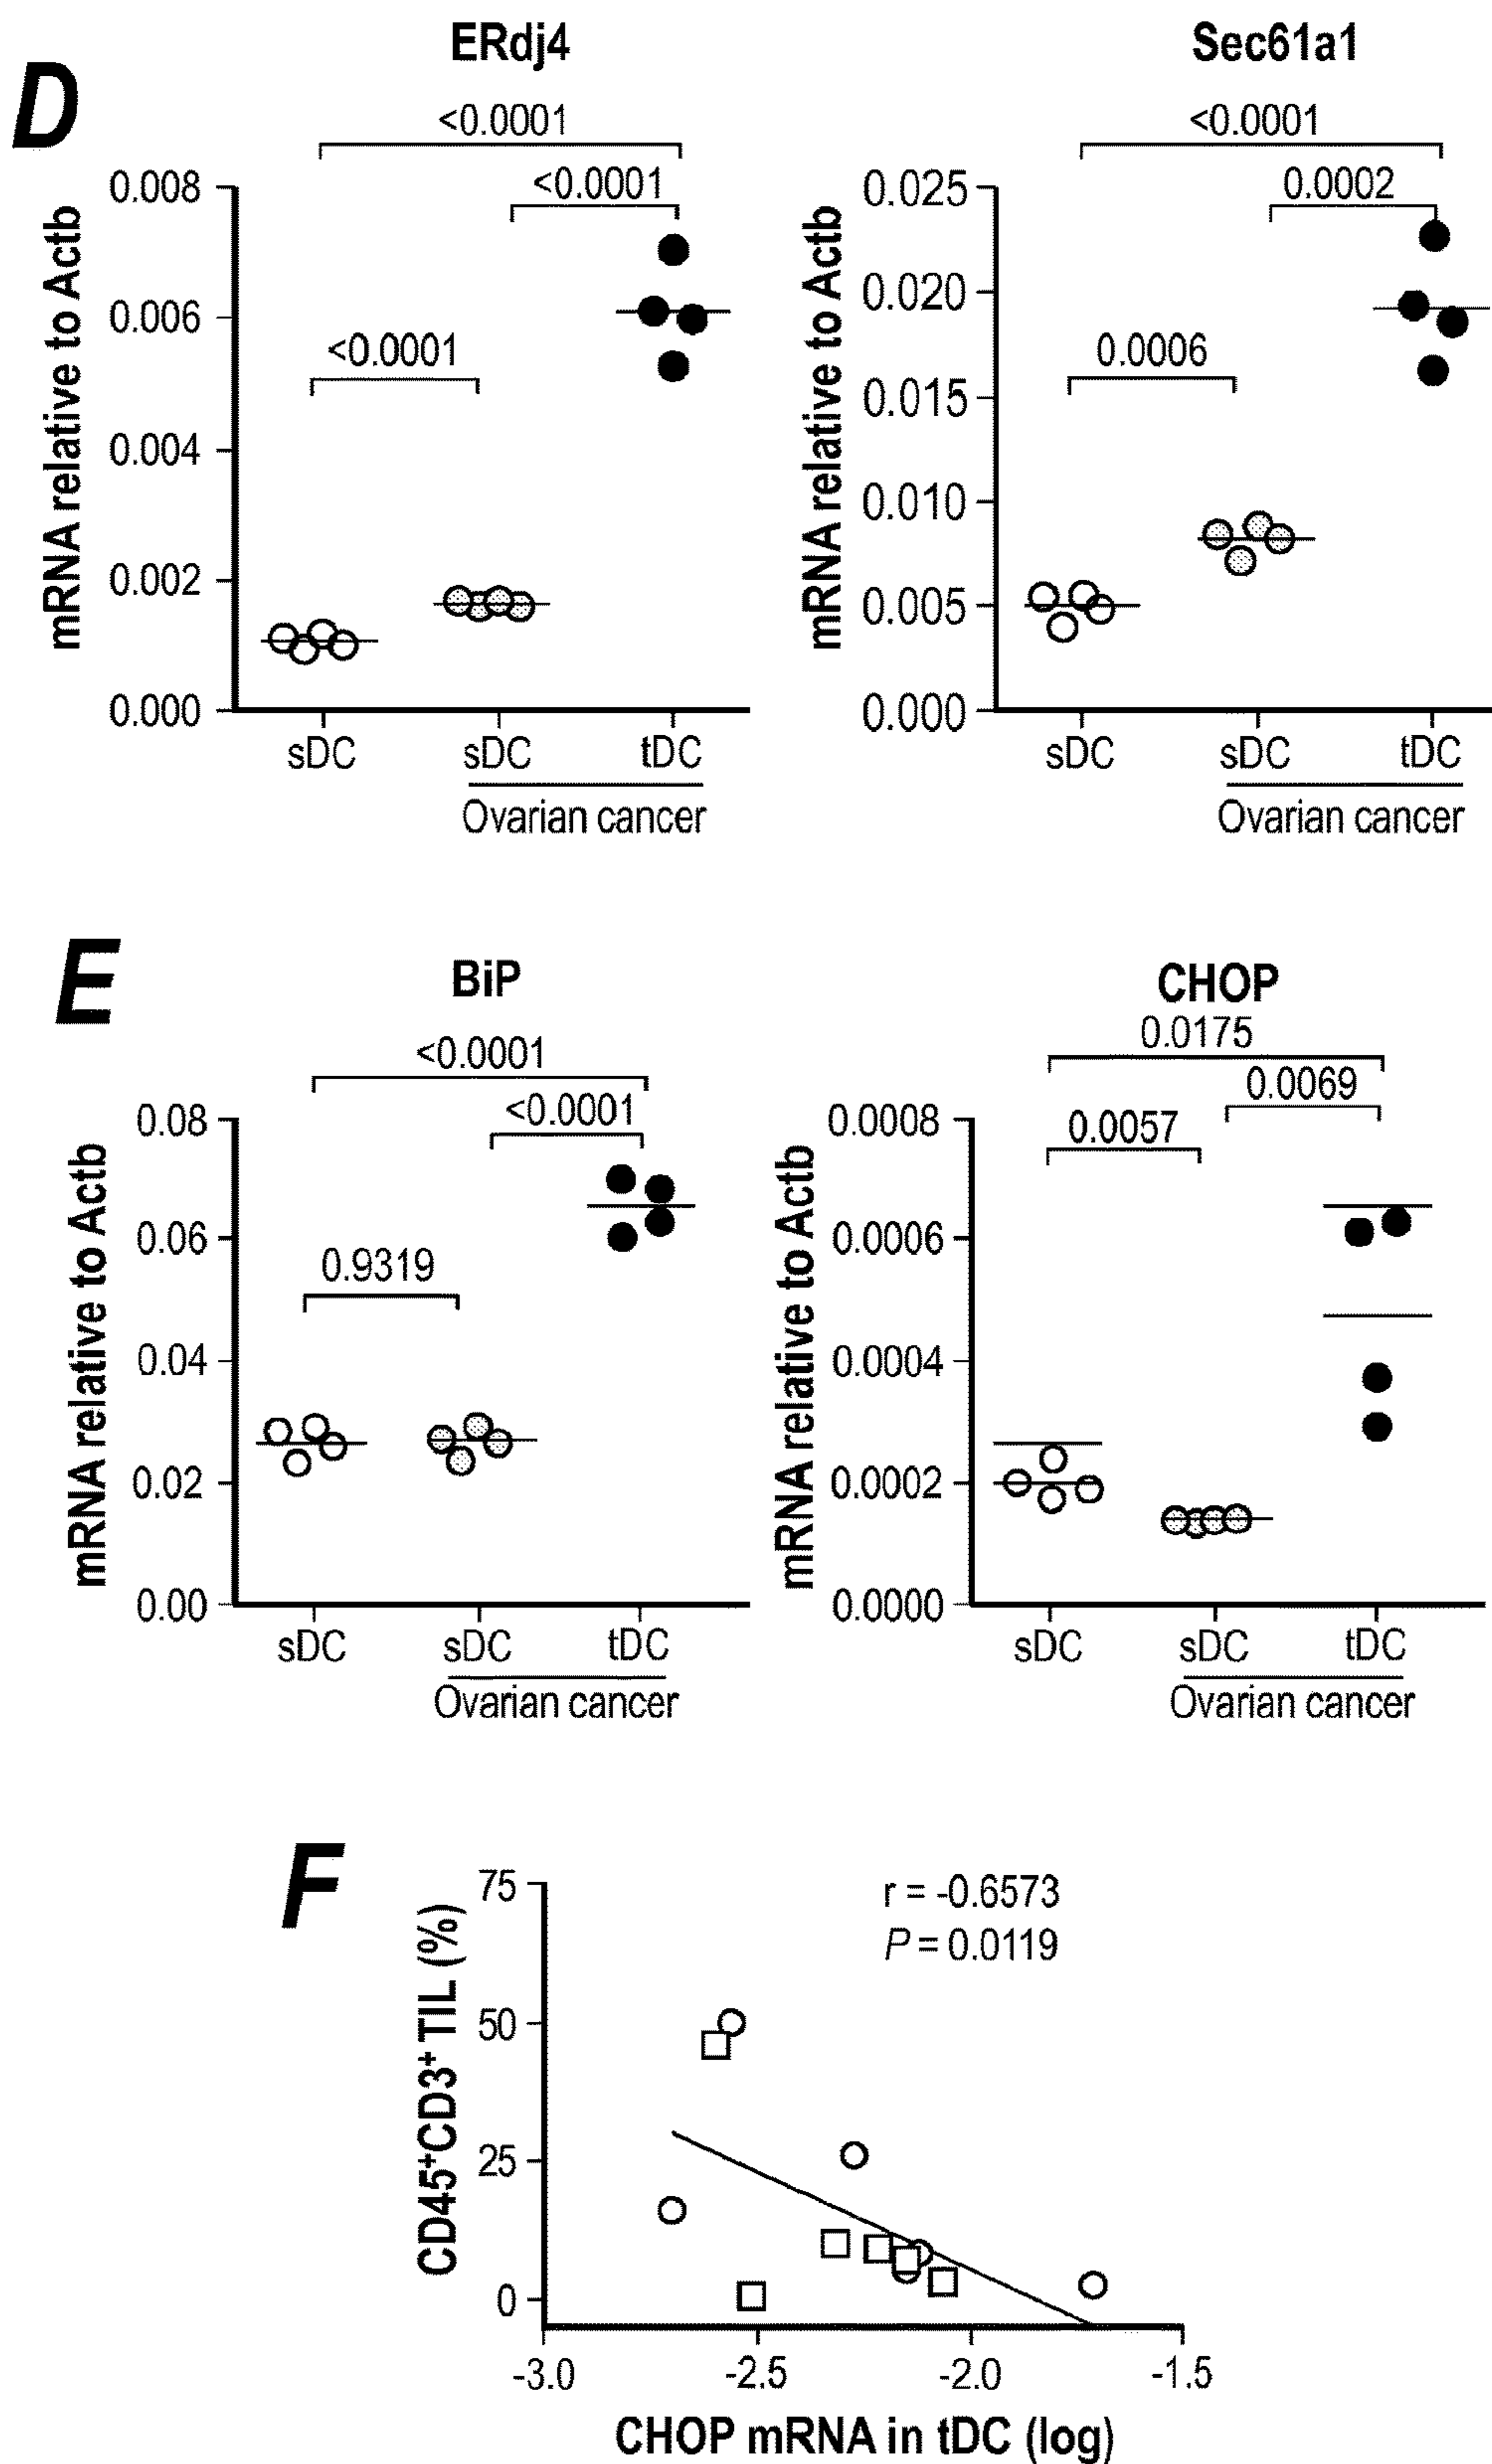 D
ERdj4
<0.0001
<0.0001
<0.0001
mRNA relative to Actb
0.008
0.006
0.004
0.002
0.000
sDC
sDC
tDC
Ovarian cancer
Sec61a1
<0.0001
0.0002
0.0006
mRNA relative to Actb
0.025
0.020
0.015
0.010
0.005
0.000
sDC
sDC
tDC
Ovarian cancer
E
BiP
<0.0001
<0.0001
0.9319
mRNA relative to Actb
0.08
0.06
0.04
0.02
0.00
sDC
sDC
tDC
Ovarian cancer
CHOP
0.0175
0.0069
0.0057
mRNA relative to Actb
0.0008
0.0006
0.0004
0.0002
0.0000
sDC
sDC
tDC
Ovarian cancer
F
r = -0.6573
P = 0.0119
CD45⁺CD3⁺ TIL (%)
75
50
25
0
-3.0
-2.5
-2.0
-1.5
CHOP mRNA in tDC (log)